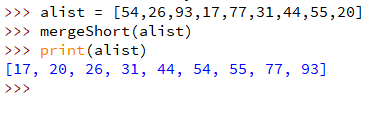 >>> alist = [54,26,93,17,77,31,44,55,20]
>>> mergeShort(alist)
>>> print(alist)
[17, 20, 26, 31, 44, 54, 55, 77, 93]
>>>